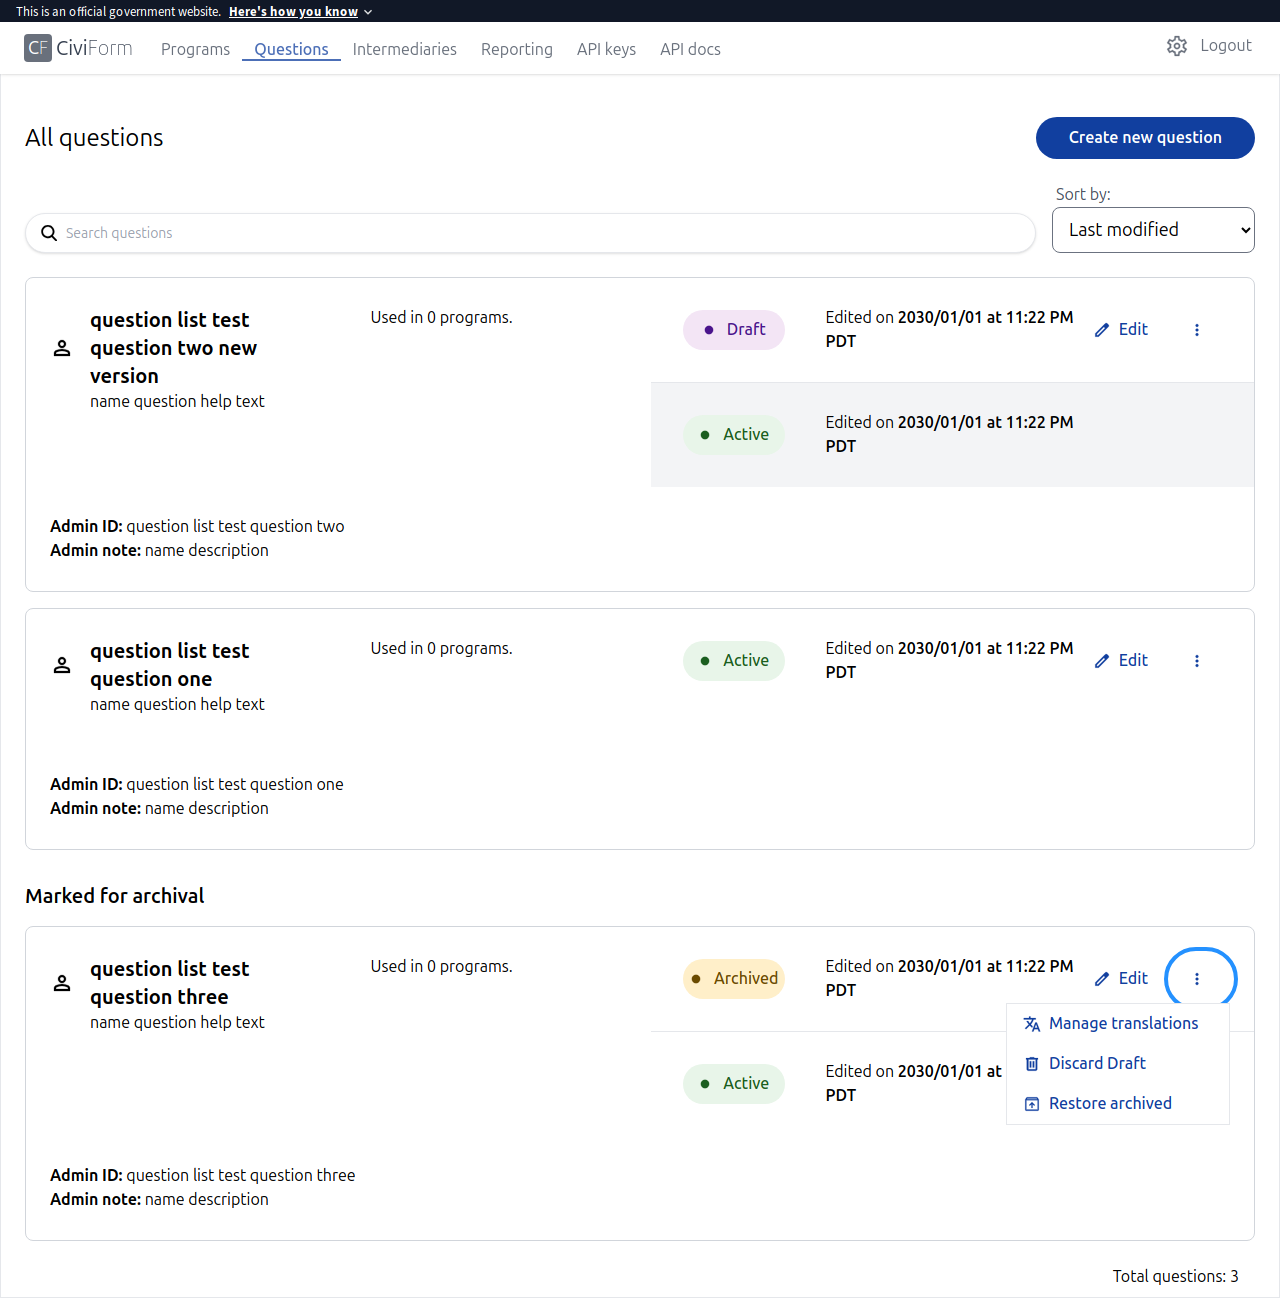 This is an official government website. Here's how you know
CF CiviForm Programs Questions Intermediaries Reporting API keys API docs Logout
All questions
Create new question
Sort by:
Search questions
Last modified
question list test
question two new
version
name question help text
Used in 0 programs.
Draft
Edited on 2030/01/01 at 11:22 PM
PDT
Edit
Active
Edited on 2030/01/01 at 11:22 PM
PDT
Admin ID: question list test question two
Admin note: name description
question list test
question one
name question help text
Used in 0 programs.
Active
Edited on 2030/01/01 at 11:22 PM
PDT
Edit
Admin ID: question list test question one
Admin note: name description
Marked for archival
question list test
question three
name question help text
Used in 0 programs.
Archived
Edited on 2030/01/01 at 11:22 PM
PDT
Edit
Manage translations
Discard Draft
Restore archived
Active
Edited on 2030/01/01 at
PDT
Admin ID: question list test question three
Admin note: name description
Total questions: 3